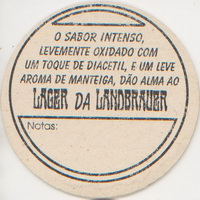 O SABOR INTENSO,
LEVEMENTE OXIDADO COM
UM TOQUE DE DIACETIL, E UM LEVE
AROMA DE MANTEIGA, DÃO ALMA AO
LAGER DA LANDBRAUER
Notas: